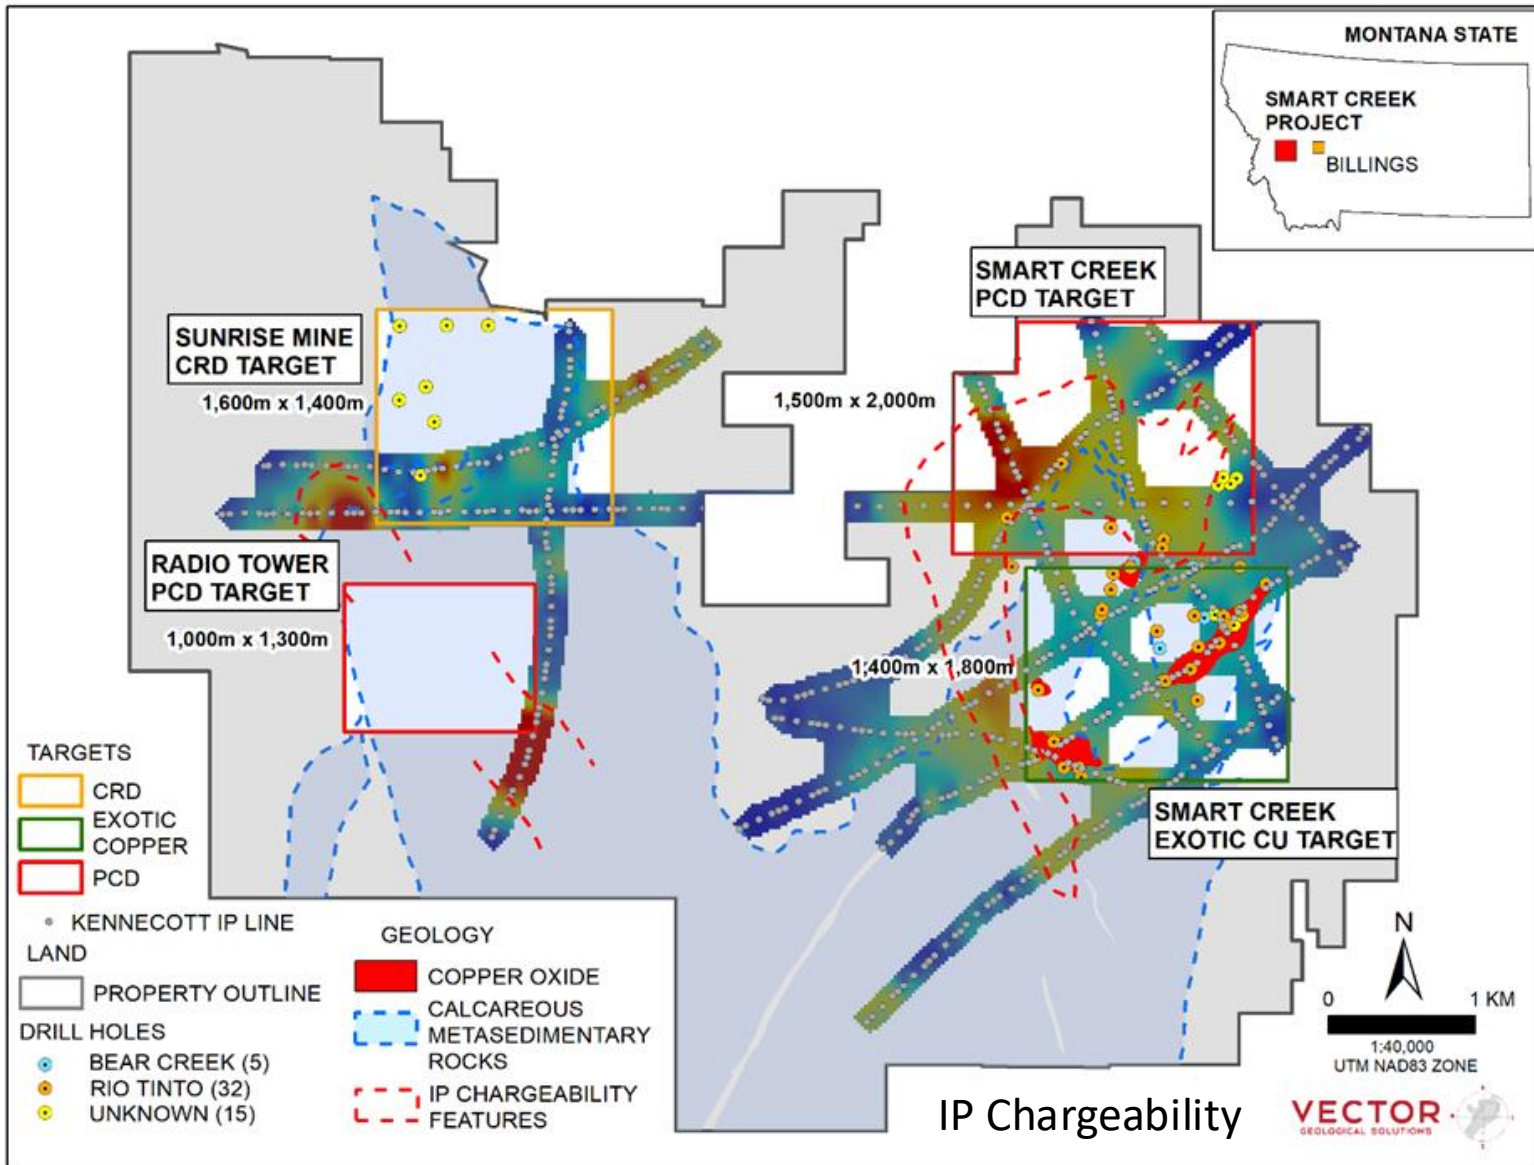 MONTANA STATE
SMART CREEK
PROJECT
BILLINGS
SMART CREEK
PCD TARGET
SUNRISE MINE
CRD TARGET
1,600m x 1,400m
1,500m x 2,000m
RADIO TOWER
PCD TARGET
1,000m x 1,300m
1,400m x 1,800m
SMART CREEK
EXOTIC CU TARGET
TARGETS
CRD
EXOTIC
COPPER
PCD
KENNECOTT IP LINE
LAND
PROPERTY OUTLINE
DRILL HOLES
BEAR CREEK (5)
RIO TINTO (32)
UNKNOWN (15)
GEOLOGY
COPPER OXIDE
CALCAREOUS
METASEDIMENTARY
ROCKS
IP CHARGEABILITY
FEATURES
N
0 1 KM
1:40,000
UTM NAD83 ZONE
IP Chargeability
VECTOR
GEOLOGICAL SOLUTIONS